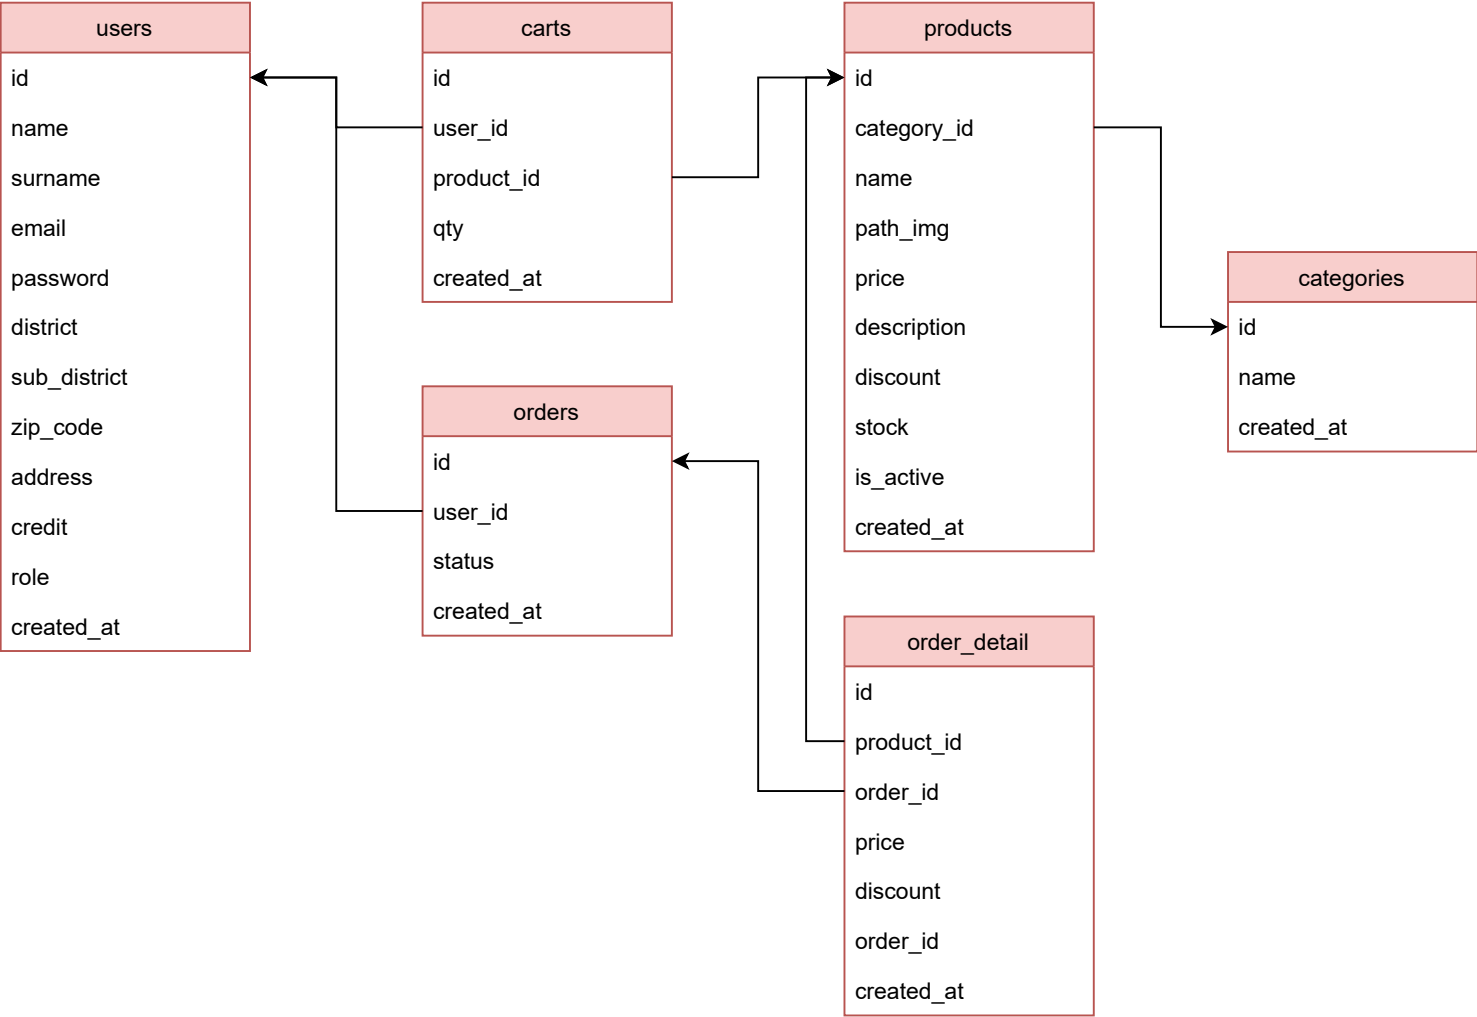 users
id
name
surname
email
password
district
sub_district
zip_code
address
credit
role
created_at
carts
id
user_id
product_id
qty
created_at
orders
id
user_id
status
created_at
products
id
category_id
name
path_img
price
description
discount
stock
is_active
created_at
order_detail
id
product_id
order_id
price
discount
order_id
created_at
categories
id
name
created_at